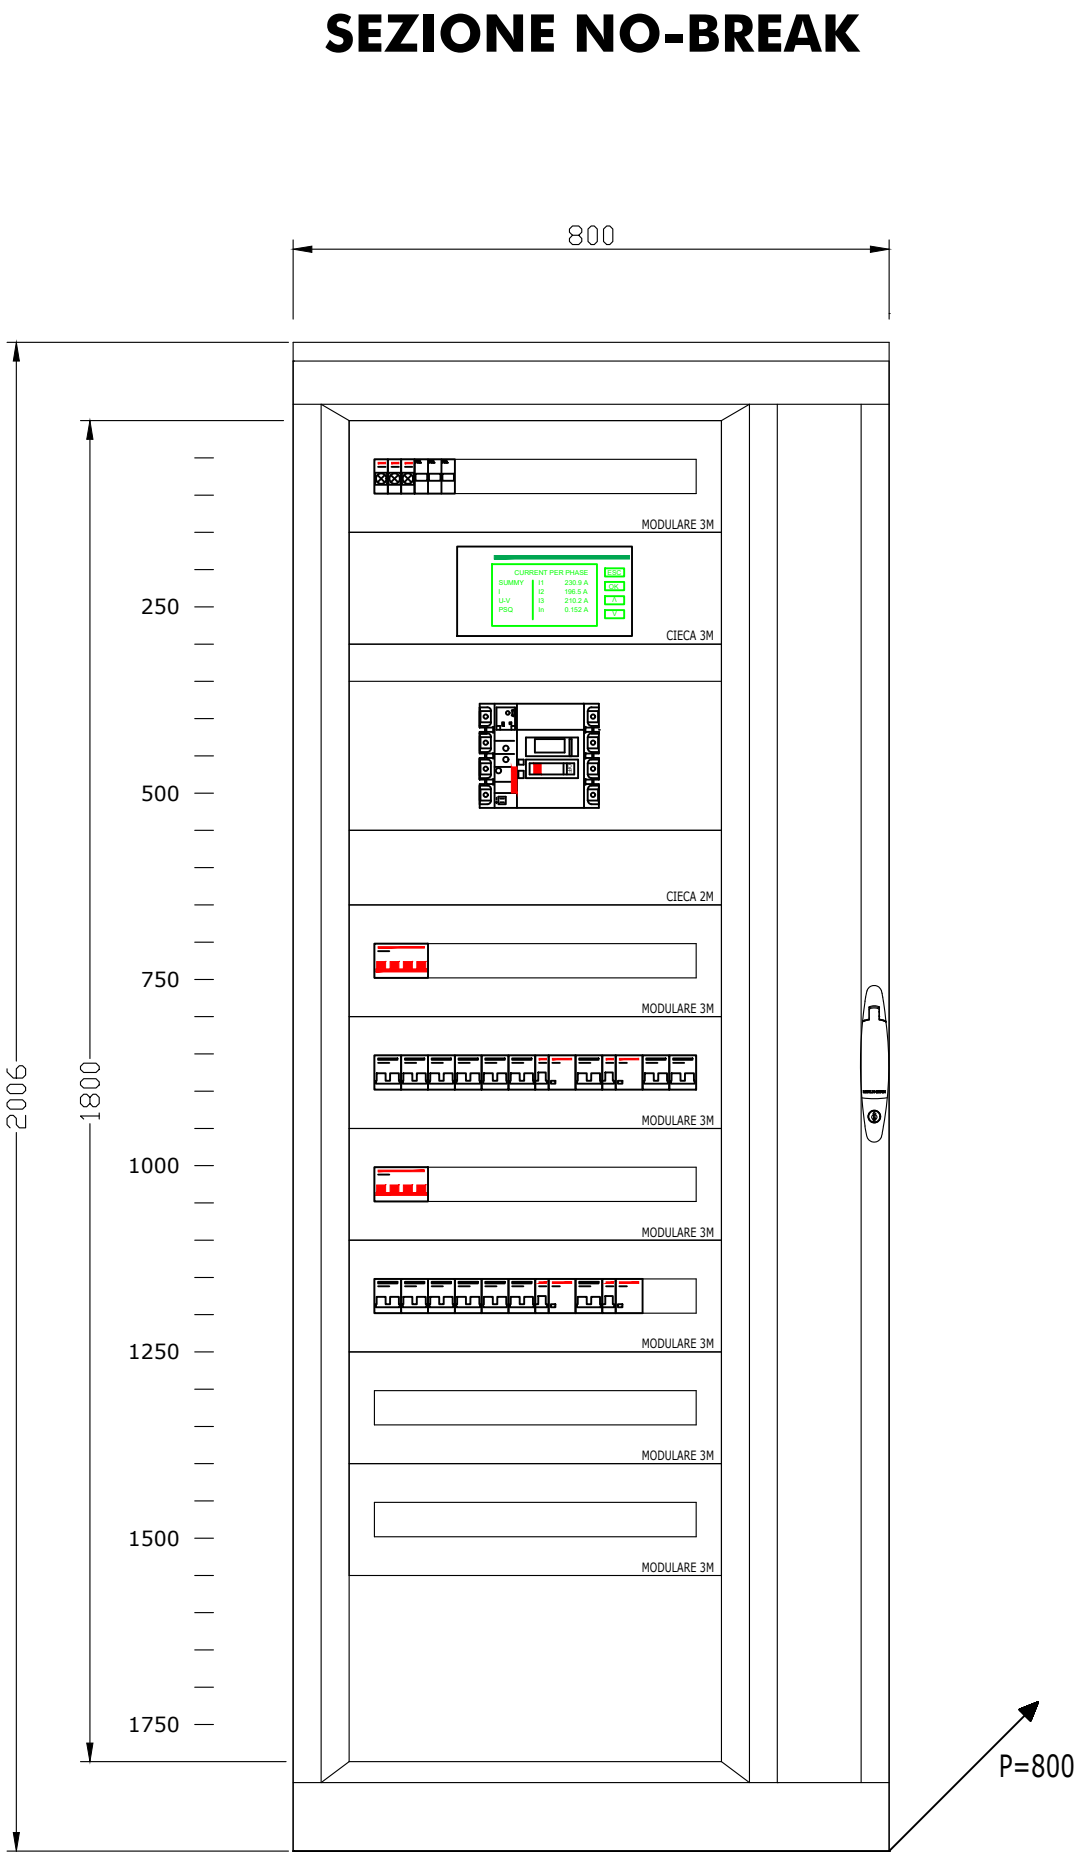 SEZIONE NO-BREAK
800
MODULARE 3M
CURRENT PER PHASE
SUMMY I1 230.9 A
I I2 196.5 A
U-V I3 210.2 A
PSQ In 0.152 A
ESC
OK
CIECA 3M
250
500
CIECA 2M
750
MODULARE 3M
2006
1800
MODULARE 3M
1000
MODULARE 3M
1250
MODULARE 3M
MODULARE 3M
1500
MODULARE 3M
1750
P=800